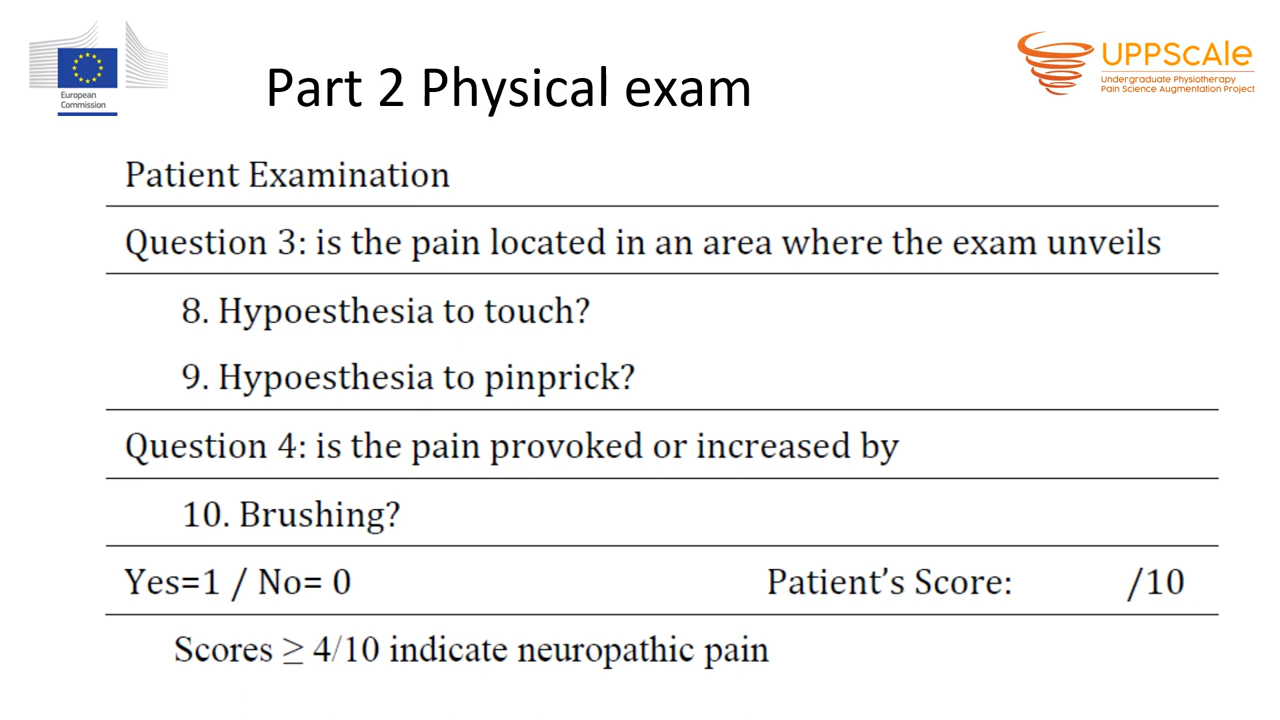 European
Commission
Part 2 Physical exam
UPPSCAle
Undergraduate Physiotherapy
Pain Science Augmentation Project
Patient Examination
Question 3: is the pain located in an area where the exam unveils
8. Hypoesthesia to touch?
9. Hypoesthesia to pinprick?
Question 4: is the pain provoked or increased by
10. Brushing?
Yes=1 / No= 0 Patient’s Score: /10
Scores ≥ 4/10 indicate neuropathic pain